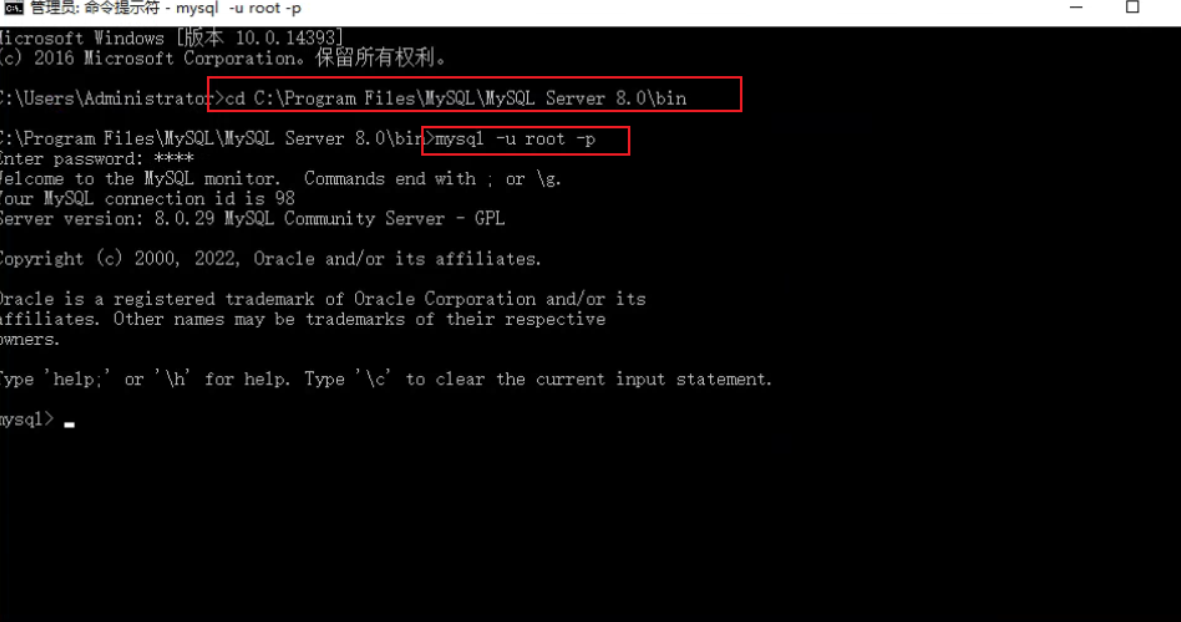 管理员: 命令提示符 - mysql -u root -p
Microsoft Windows [版本 10.0.14393]
(c) 2016 Microsoft Corporation。保留所有权利。
C:\Users\Administrator>cd C:\Program Files\MySQL\MySQL Server 8.0\bin
C:\Program Files\MySQL\MySQL Server 8.0\bin>mysql -u root -p
Enter password: ****
Welcome to the MySQL monitor.  Commands end with ; or \g.
Your MySQL connection id is 98
Server version: 8.0.29 MySQL Community Server - GPL
Copyright (c) 2000, 2022, Oracle and/or its affiliates.
Oracle is a registered trademark of Oracle Corporation and/or its
affiliates. Other names may be trademarks of their respective
owners.
Type 'help;' or '\h' for help. Type '\c' to clear the current input statement.
mysql>